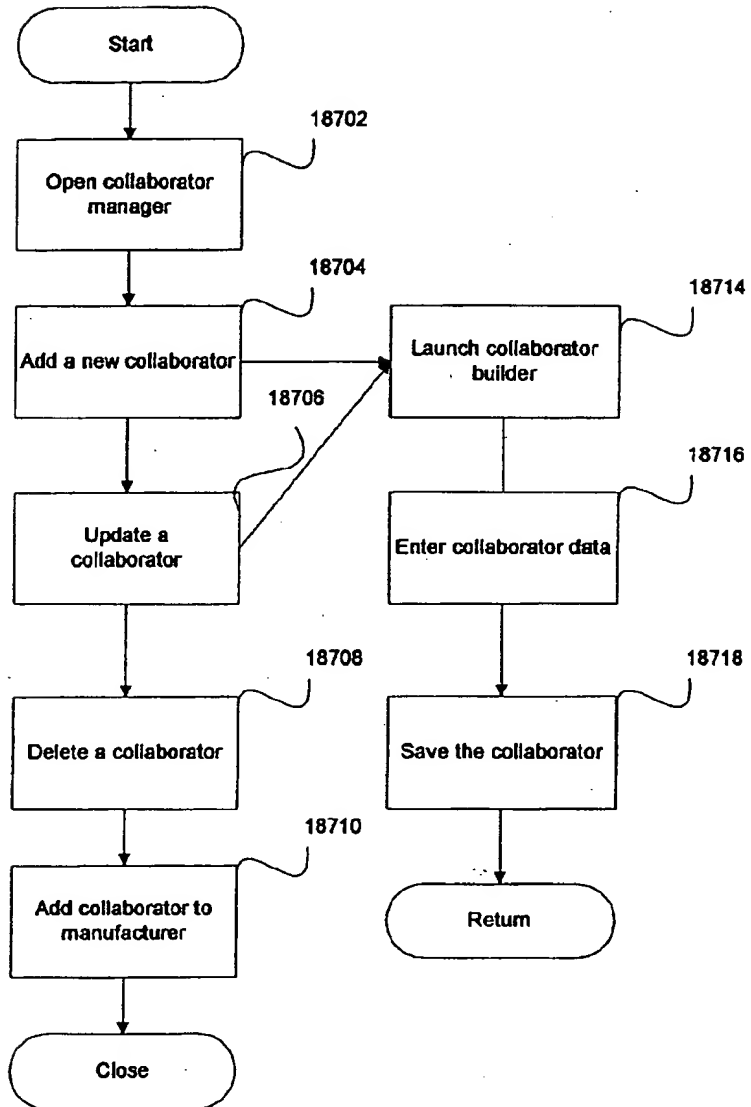 Start
18702
Open collaborator
manager
18704
Add a new collaborator
18706
Update a
collaborator
18708
Delete a collaborator
18710
Add collaborator to
manufacturer
Close
18714
Launch collaborator
builder
18716
Enter collaborator data
18718
Save the collaborator
Return